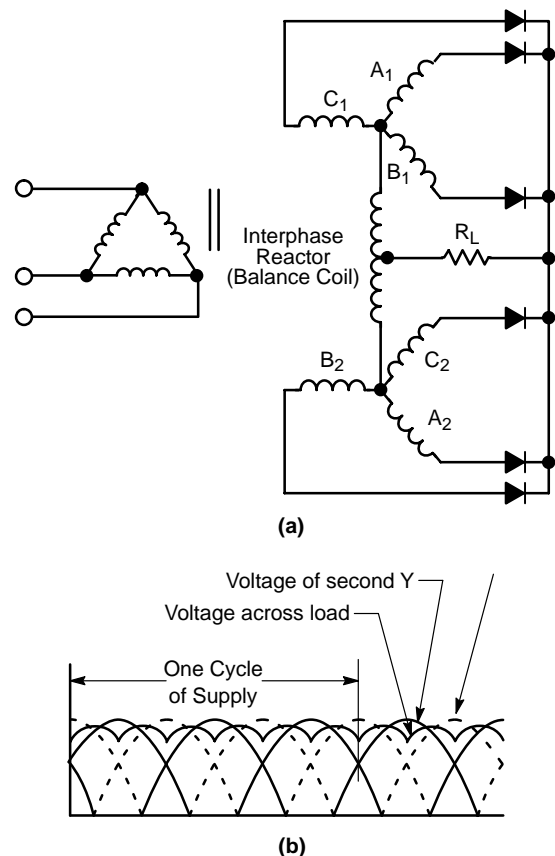 A1
C1
B1
Interphase
Reactor
(Balance Coil)
RL
B2
C2
A2
(a)
Voltage of second Y
Voltage across load
One Cycle
of Supply
(b)